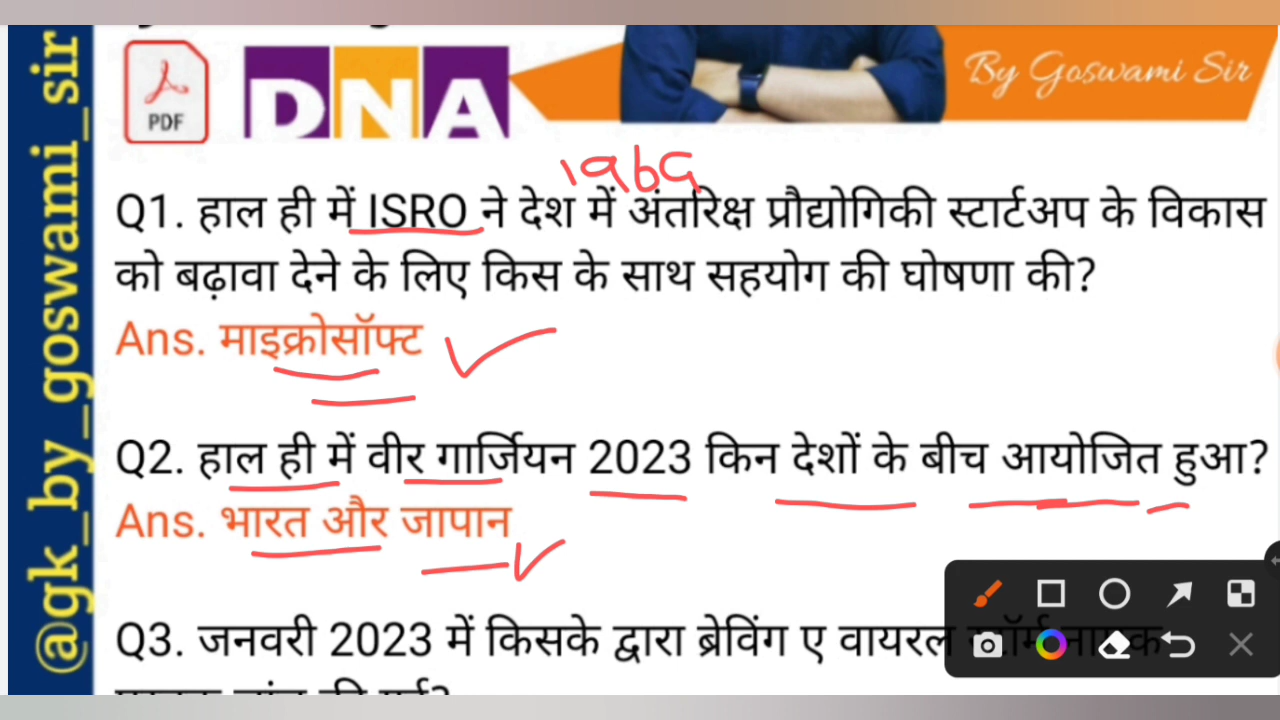 PDF
DNA
By Goswami Sir
@gk_by_goswami_sir
1969
Q1. हाल ही में ISRO ने देश में अंतरिक्ष प्रौद्योगिकी स्टार्टअप के विकास
को बढ़ावा देने के लिए किस के साथ सहयोग की घोषणा की?
Ans. माइक्रोसॉफ्ट
Q2. हाल ही में वीर गार्जियन 2023 किन देशों के बीच आयोजित हुआ?
Ans. भारत और जापान
Q3. जनवरी 2023 में किसके द्वारा ब्रेविंग ए वायरल